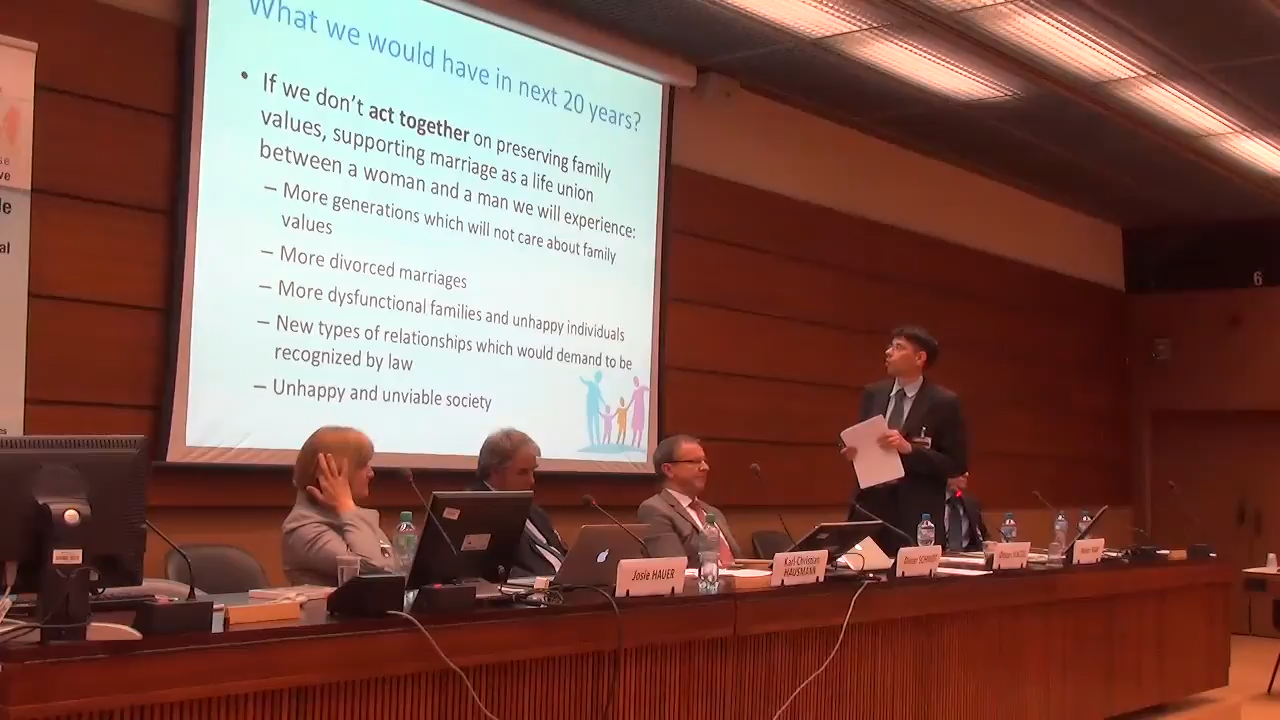 What we would have in next 20 years?
• If we don't act together on preserving family
values, supporting marriage as a life union
between a woman and a man we will experience:
– More generations which will not care about family
values
– More divorced marriages
– More dysfunctional families and unhappy individuals
– New types of relationships which would demand to be
recognized by law
– Unhappy and unviable society
6
Josie HAUER
Karl-Christian
HAUSMANN